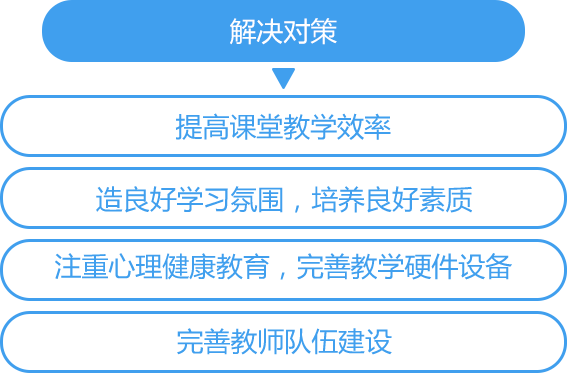 解决对策
提高课堂教学效率
造良好学习氛围，培养良好素质
注重心理健康教育，完善教学硬件设备
完善教师队伍建设